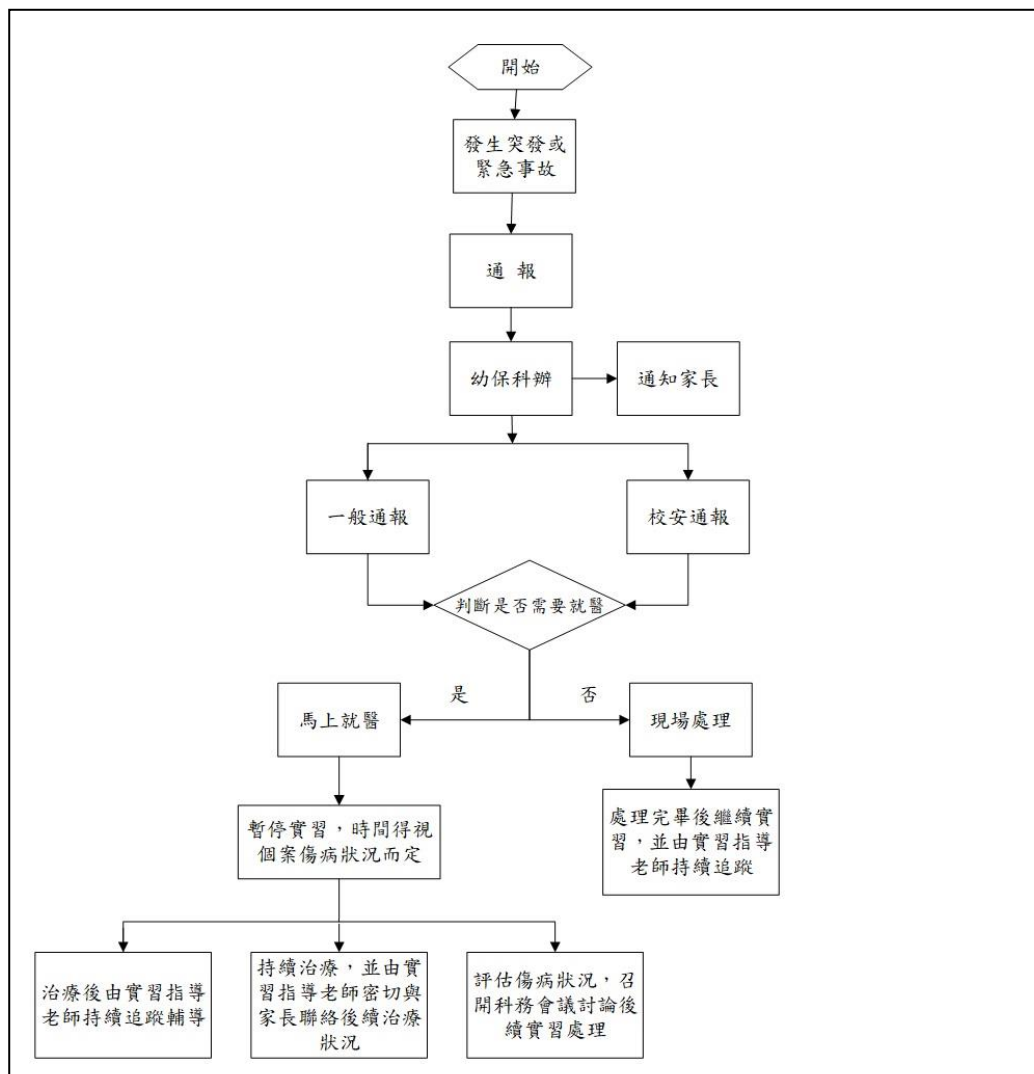 開始
發生突發或
緊急事故
通 報
幼保科辦
通知家長
一般通報
校安通報
判斷是否需要就醫
是
否
馬上就醫
現場處理
暫停實習，時間得視
個案傷病狀況而定
處理完畢後繼續實
習，並由實習指導
老師持續追蹤
治療後由實習指導
老師持續追蹤輔導
持續治療，並由實
習指導老師密切與
家長聯絡後續治療
狀況
評估傷病狀況，召
開科務會議討論後
續實習處理